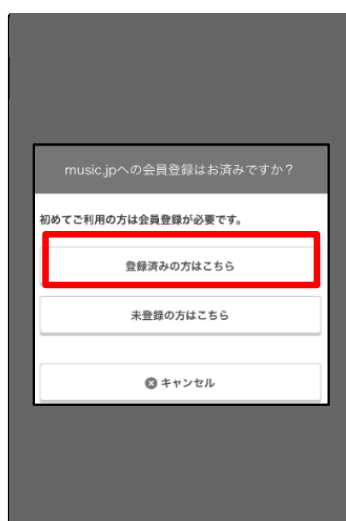 music.jpへの会員登録はお済みですか？
初めてご利用の方は会員登録が必要です。
登録済みの方はこちら
未登録の方はこちら
キャンセル